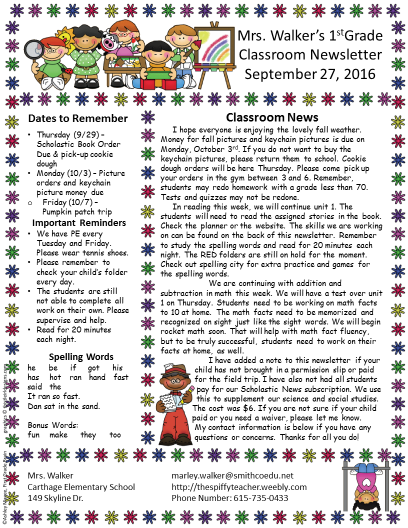 Mrs. Walker's 1stGrade
Classroom Newsletter
September 27, 2016
Dates to Remember
• Thursday (9/29) –
Scholastic Book Order
Due & pick-up cookie
dough
• Monday (10/3) – Picture
orders and keychain
picture money due
o Friday (10/7) –
Pumpkin patch trip
Important Reminders
• We have PE every
Tuesday and Friday.
Please wear tennis shoes.
• Please remember to
check your child's folder
every day.
• The students are still
not able to complete all
work on their own. Please
supervise and help.
• Read for 20 minutes
each night.
Spelling Words
he be if got his
has hot ran hand fast
said the
It ran so fast.
Dan sat in the sand.
Bonus Words:
fun make they too
Classroom News
I hope everyone is enjoying the lovely fall weather.
Money for fall pictures and keychain pictures is due on
Monday, October 3rd. If you do not want to buy the
keychain pictures, please return them to school. Cookie
dough orders will be here Thursday. Please come pick up
your orders in the gym between 3 and 6. Remember,
students may redo homework with a grade less than 70.
Tests and quizzes may not be redone.
In reading this week, we will continue unit 1. The
students will need to read the assigned stories in the book.
Check the planner or the website. The skills we are working
on can be found on the back of this newsletter. Remember
to study the spelling words and read for 20 minutes each
night. The RED folders are still on hold for the moment.
Check out spelling city for extra practice and games for
the spelling words.
We are continuing with addition and
subtraction in math this week. We will have a test over unit
1 on Thursday. Students need to be working on math facts
to 10 at home. The math facts need to be memorized and
recognized on sight just like the sight words. We will begin
rocket math soon. That will help with math fact fluency,
but to be truly successful, students need to work on their
facts at home, as well.
I have added a note to this newsletter if your
child has not brought in a permission slip or paid
for the field trip. I have also not had all students
pay for our Scholastic News subscription. We use
this to supplement our science and social studies.
The cost was $6. If you are not sure if your child
paid or you need a waiver, please let me know.
My contact information is below if you have any
questions or concerns. Thanks for all you do!
Mrs. Walker
Carthage Elementary School
149 Skyline Dr.
marley.walker@smithcoedu.net
http://thespiffyteacher.weebly.com
Phone Number: 615-735-0433